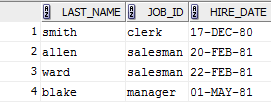 LAST_NAME JOB_ID HIRE_DATE
1 smith clerk 17-DEC-80
2 allen salesman 20-FEB-81
3 ward salesman 22-FEB-81
4 blake manager 01-MAY-81